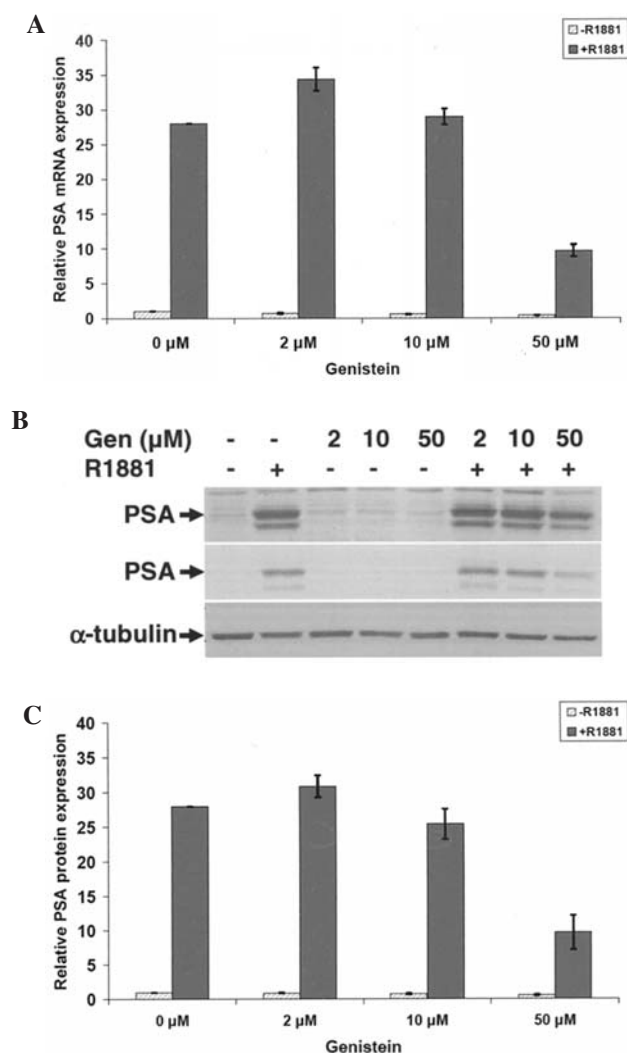 A
-R1881
+R1881
Relative PSA mRNA expression
40
35
30
25
20
15
10
5
0
0 µM 2 µM 10 µM 50 µM
Genistein
B
Gen (µM) - - 2 10 50 2 10 50
R1881 - + - - - + + +
PSA
PSA
α-tubulin
C
-R1881
+R1881
Relative PSA protein expression
40
35
30
25
20
15
10
5
0
0 µM 2 µM 10 µM 50 µM
Genistein